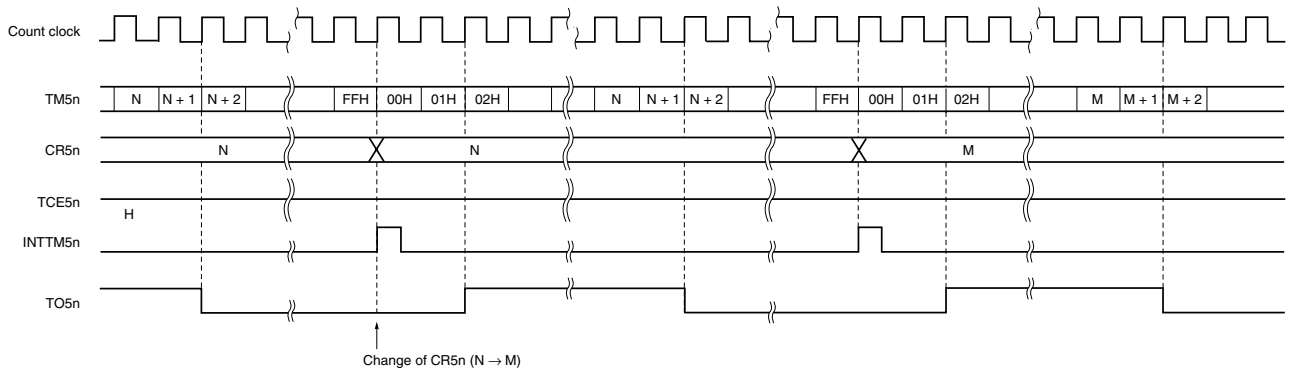 Count clock
TM5n N N + 1 N + 2 FFH 00H 01H 02H N N + 1 N + 2 FFH 00H 01H 02H M M + 1 M + 2
CR5n N N M
TCE5n
H
INTTM5n
TO5n
Change of CR5n (N → M)